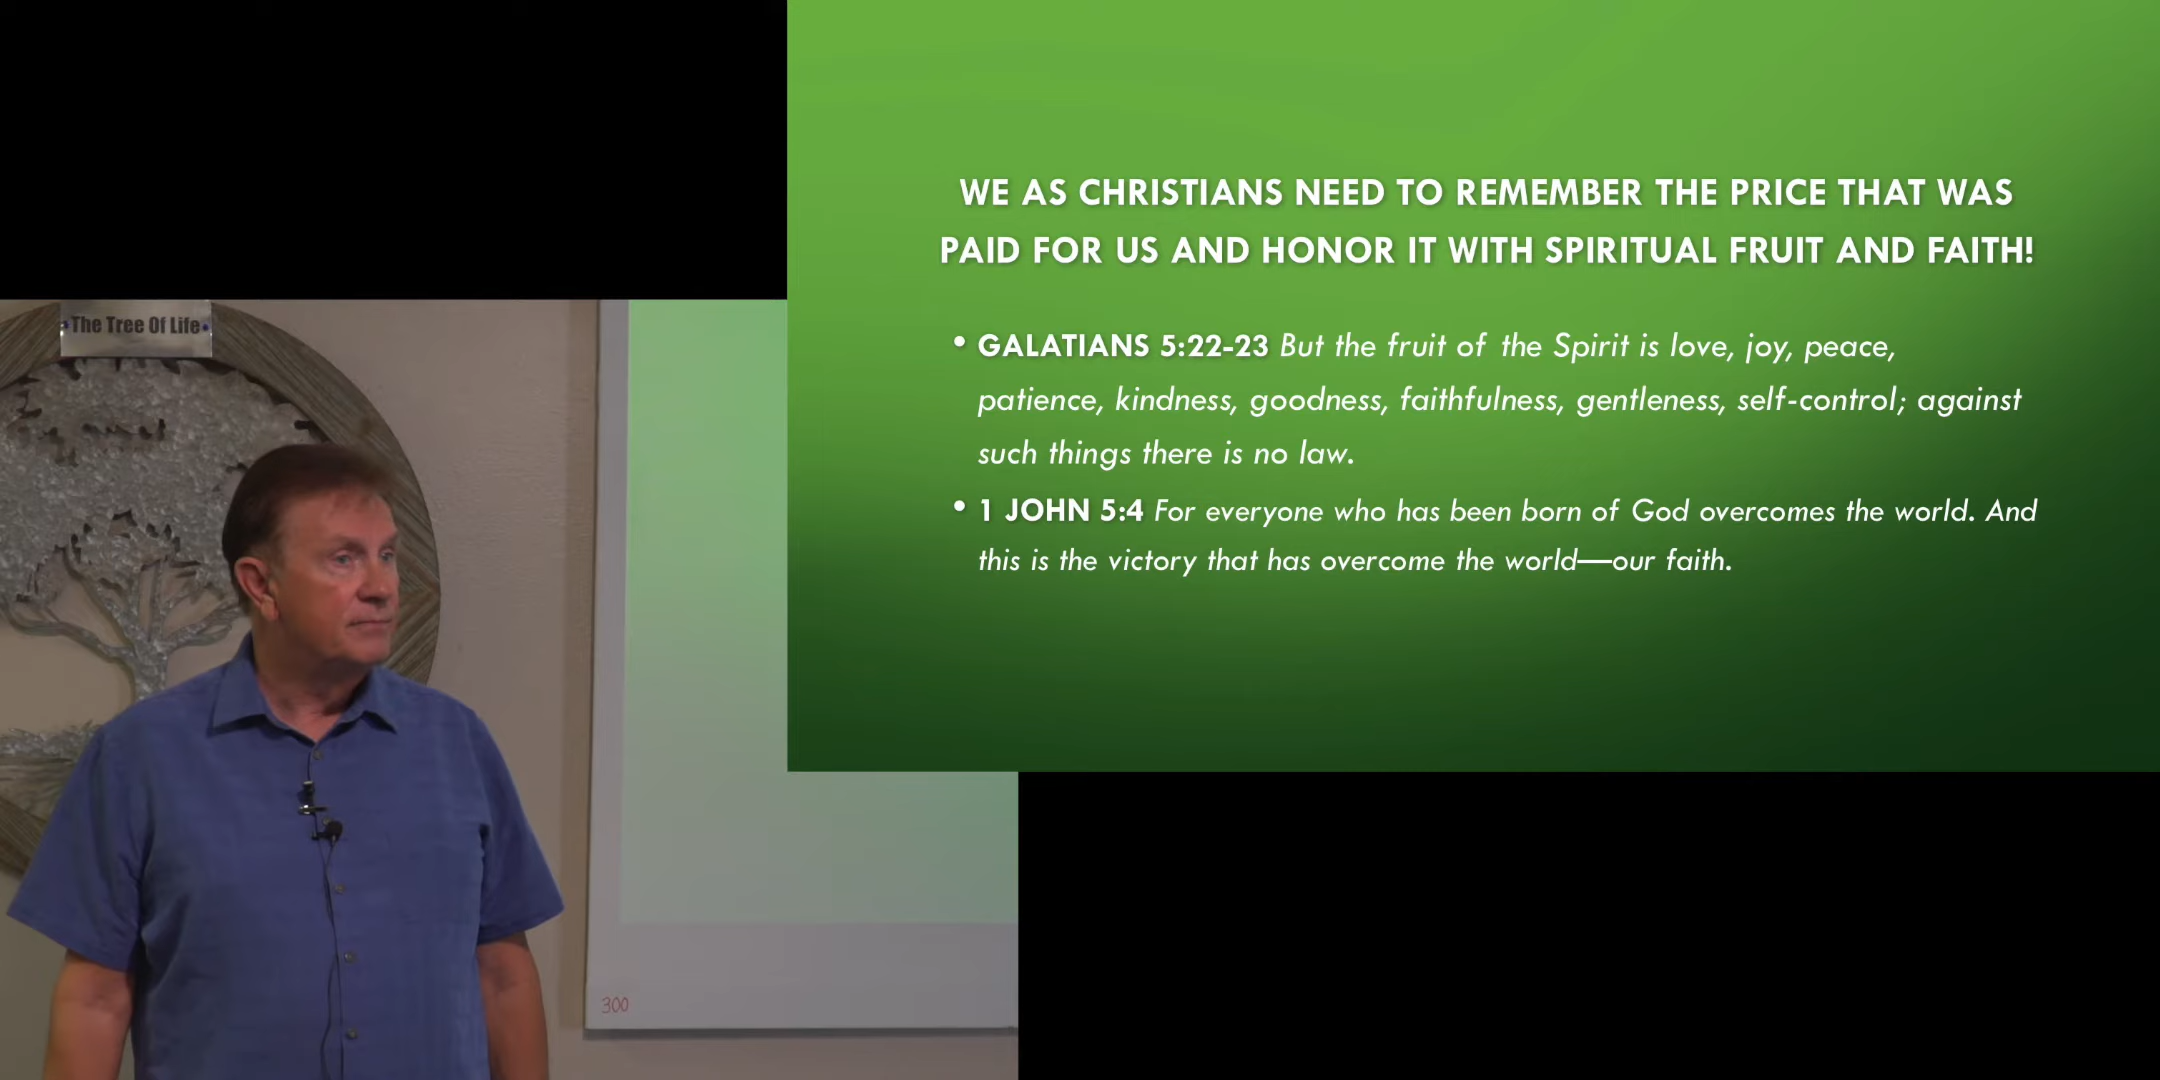 WE AS CHRISTIANS NEED TO REMEMBER THE PRICE THAT WAS
PAID FOR US AND HONOR IT WITH SPIRITUAL FRUIT AND FAITH!
• GALATIANS 5:22-23 But the fruit of the Spirit is love, joy, peace,
patience, kindness, goodness, faithfulness, gentleness, self-control; against
such things there is no law.
• 1 JOHN 5:4 For everyone who has been born of God overcomes the world. And
this is the victory that has overcome the world—our faith.
The Tree Of Life
300